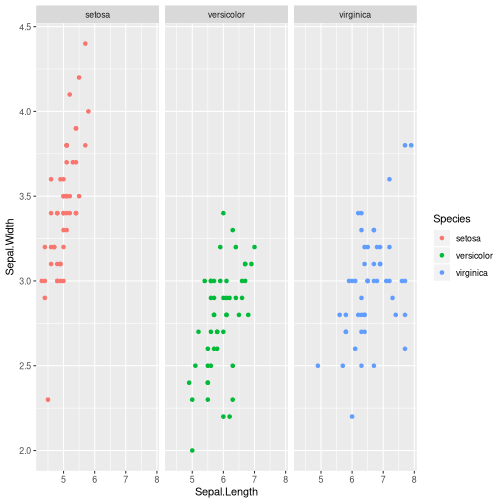 setosa versicolor virginica
4.5
4.0
3.5
3.0
2.5
2.0
Sepal.Width
5 6 7 8 5 6 7 8 5 6 7 8
Sepal.Length
Species
setosa
versicolor
virginica